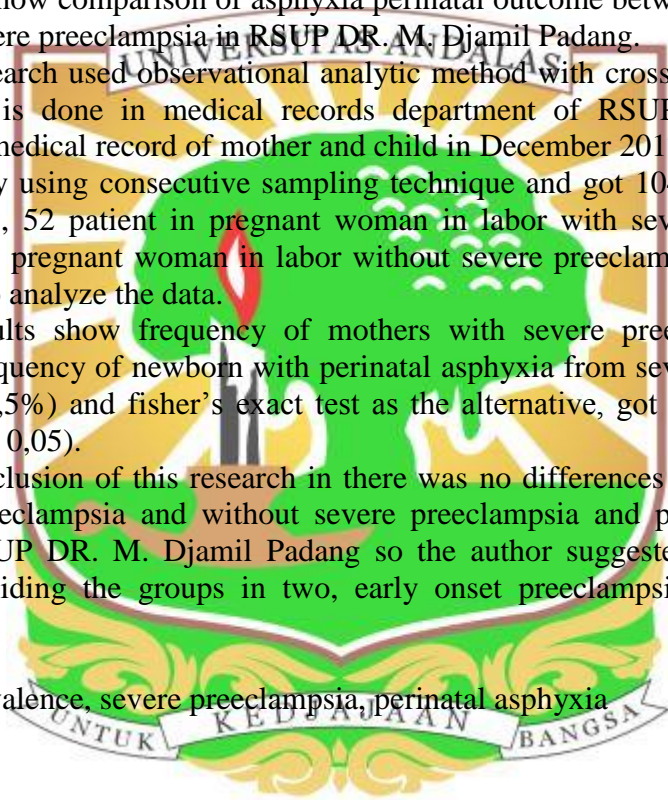 now comparison of asphyxia perinatal outcome betw
ere preeclampsia in RSUP DR. M. Djamil Padang.
UNIVERSITAS ANDALAS
earch used observational analytic method with cross
is done in medical records department of RSUP
medical record of mother and child in December 201
y using consecutive sampling technique and got 104
, 52 patient in pregnant woman in labor with sev
pregnant woman in labor without severe preeclam
analyze the data.
ults show frequency of mothers with severe pree
quency of newborn with perinatal asphyxia from sev
,5%) and fisher's exact test as the alternative, got
0,05).
clusion of this research in there was no differences
eclampsia and without severe preeclampsia and p
UP DR. M. Djamil Padang so the author suggeste
iding the groups in two, early onset preeclampsi
valence, severe preeclampsia, perinatal asphyxia
UNTUK KEDJAJAAN BANGSA